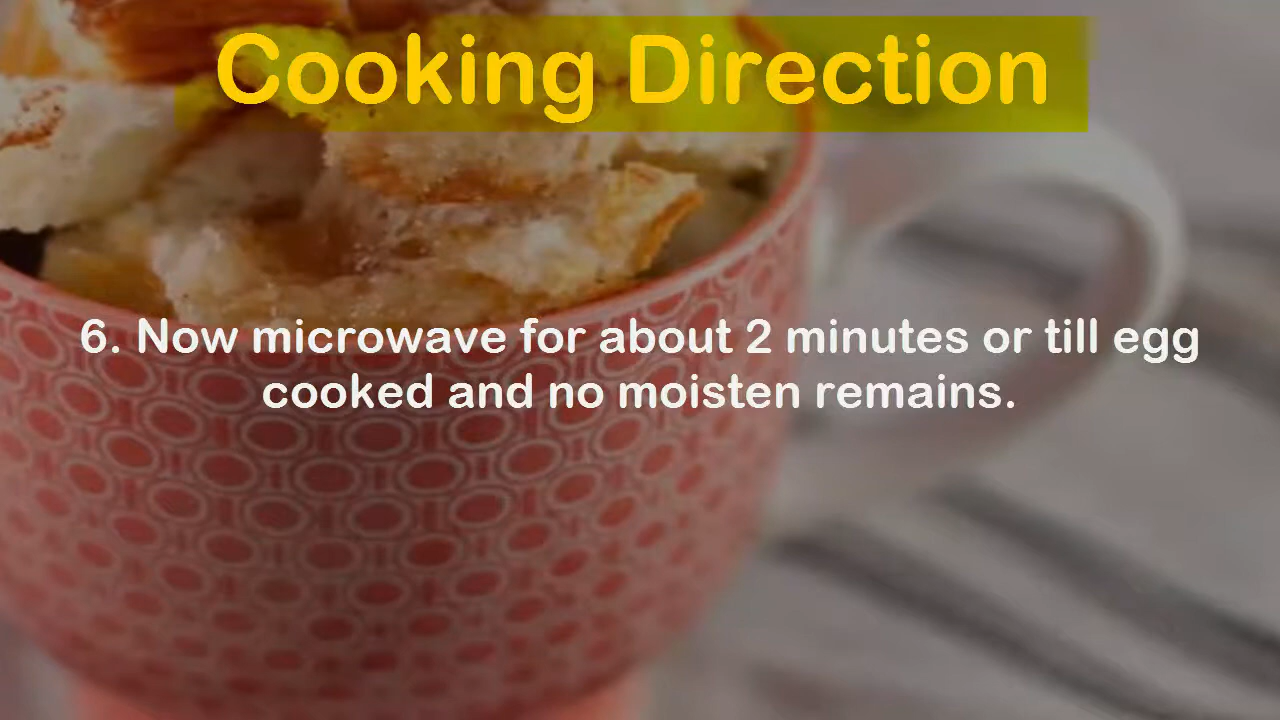 Cooking Direction
6. Now microwave for about 2 minutes or till egg
cooked and no moisten remains.